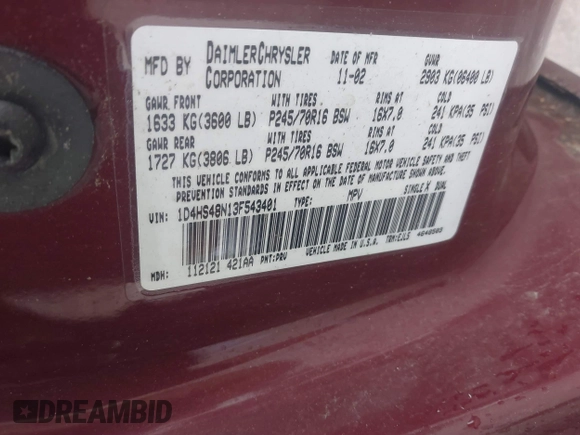 MFD BY DAIMLERCHRYSLER CORPORATION DATE OF MFR 11-02 GVWR 2903 KG(06400 LB)
GAWR FRONT WITH TIRES RIMS AT COLD
1633 KG(3600 LB) P245/70R16 BSW 16X7.0 241 KPA(35 PSI)
GAWR REAR WITH TIRES RIMS AT COLD
1727 KG(3806 LB) P245/70R16 BSW 16X7.0 241 KPA(35 PSI)
THIS VEHICLE CONFORMS TO ALL APPLICABLE FEDERAL MOTOR VEHICLE SAFETY AND THEFT
PREVENTION STANDARDS IN EFFECT ON THE DATE OF MANUFACTURE SHOWN ABOVE.
VIN: 1D4HS48N13F543401 TYPE: MPV SINGLE X DUAL
VEHICLE MADE IN U.S.A.
MDH: 112121 421AA PNT:PRV
DREAMBID